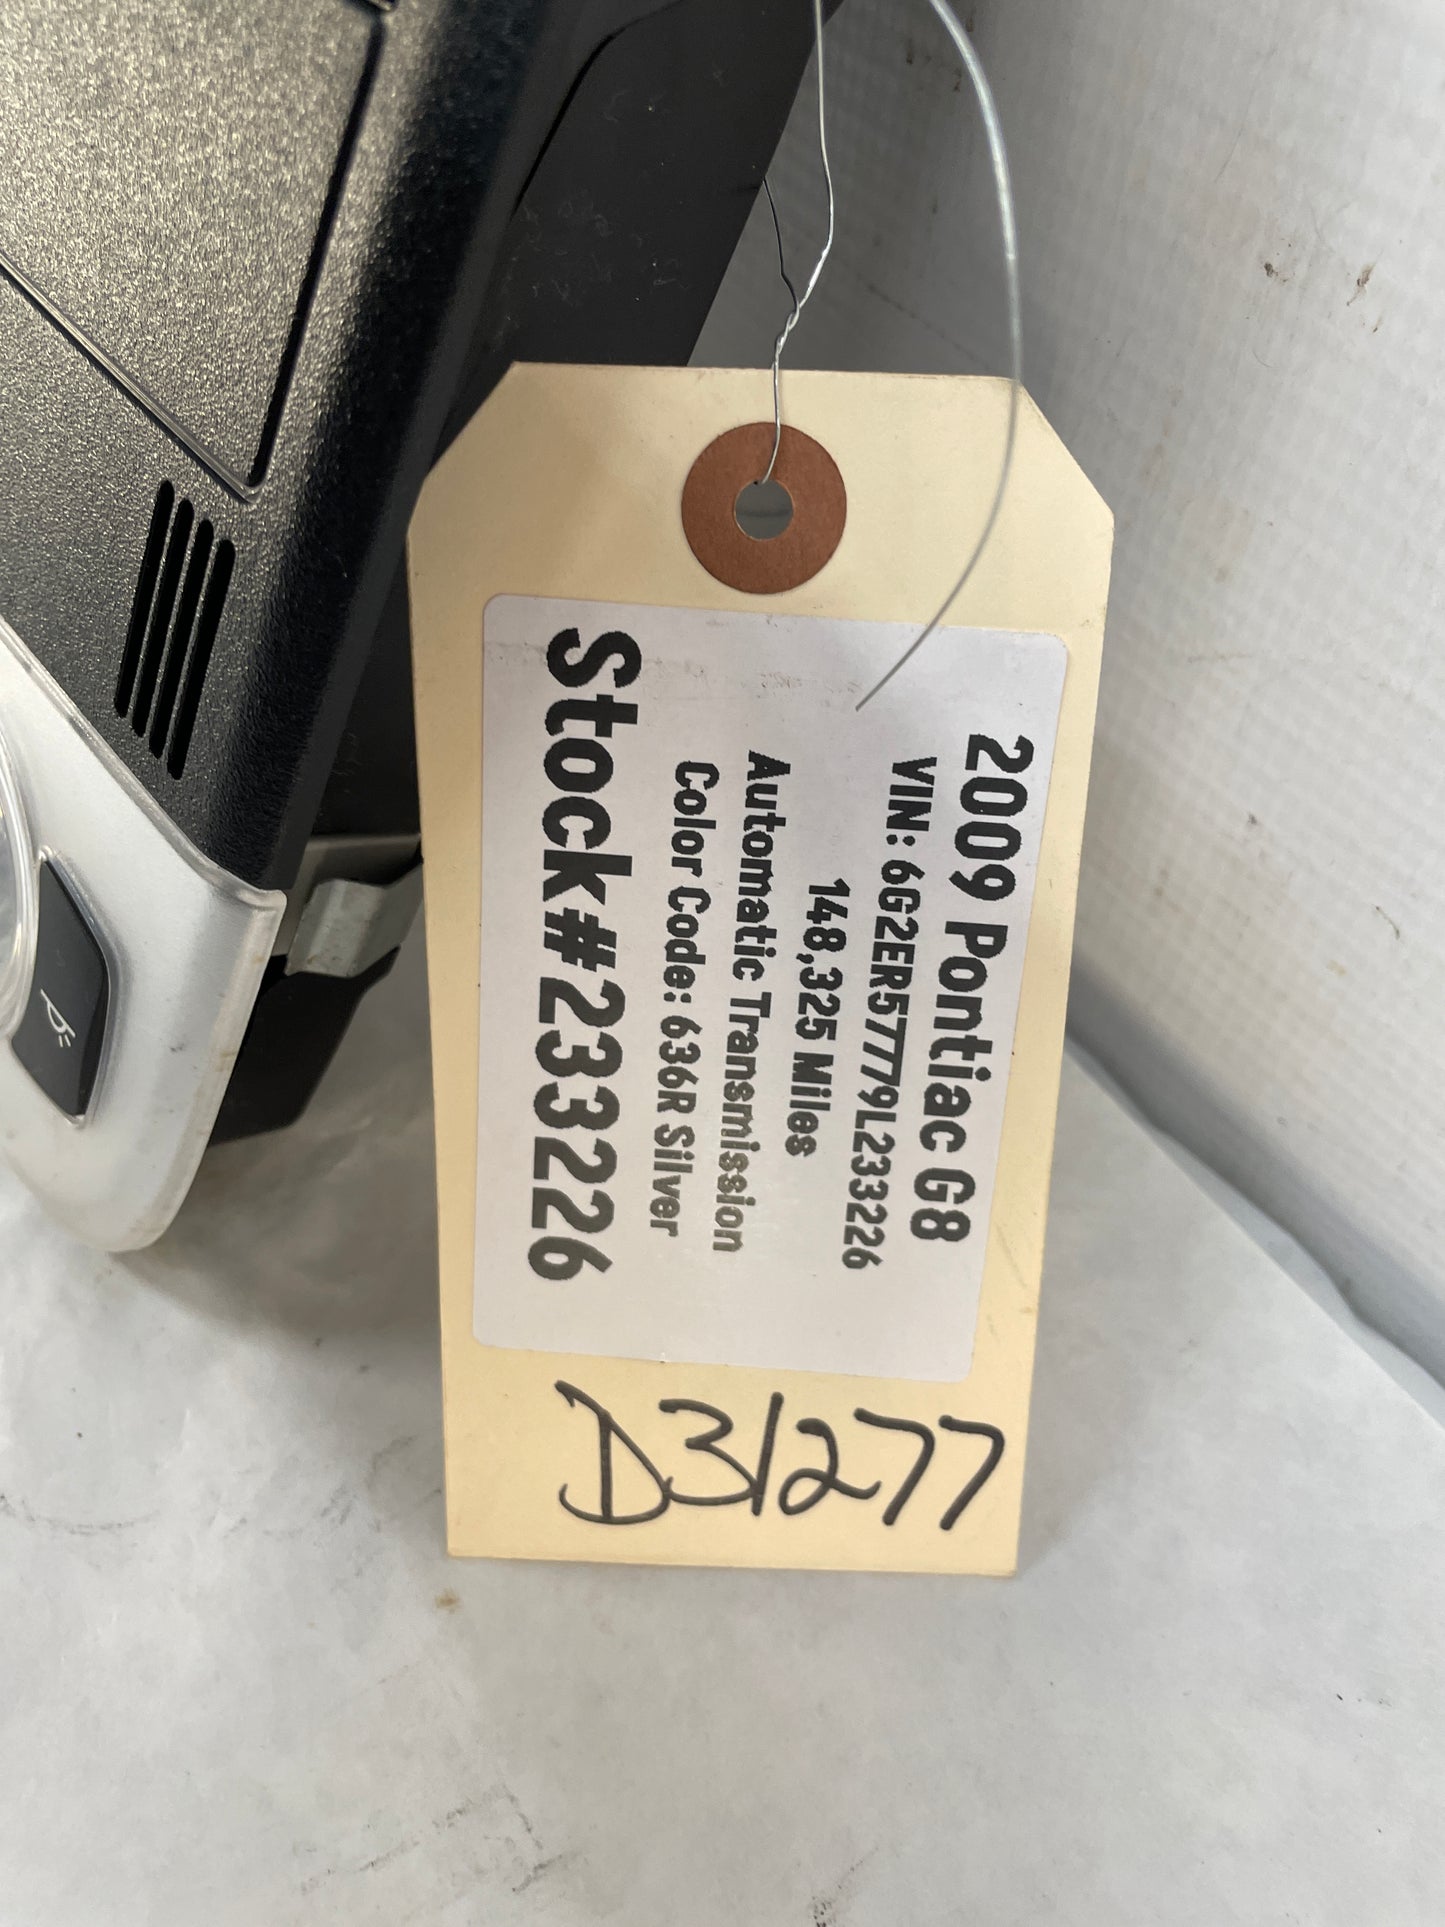 2009 Pontiac G8
VIN: 6G2ER57779L233226
148,325 Miles
Automatic Transmission
Color Code: 636R Silver
Stock#233226
D31277